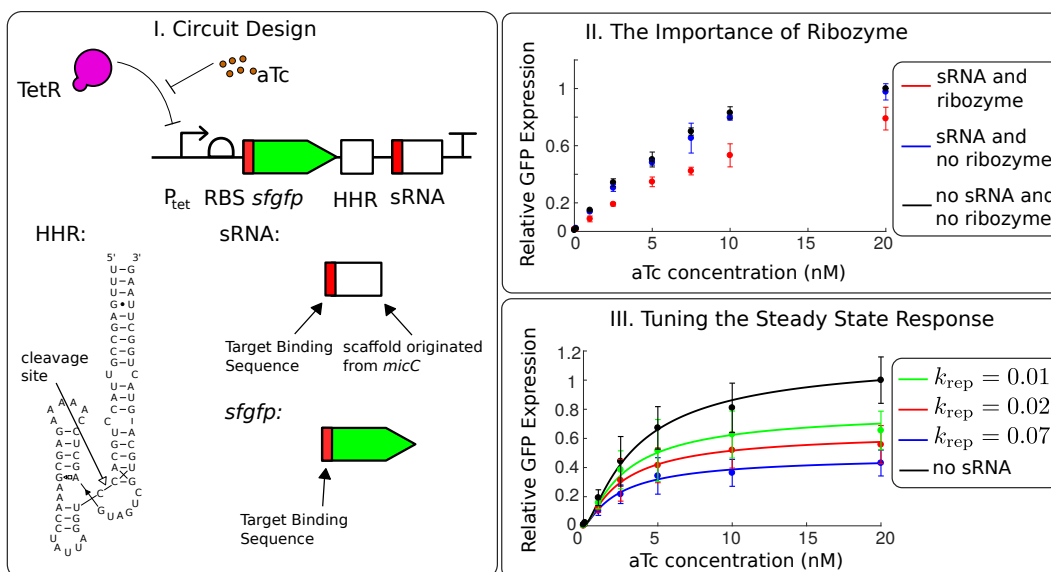 I. Circuit Design
TetR
aTc
Ptet RBS sfgfp HHR sRNA
HHR:
sRNA:
5' 3'
cleavage
site
Target Binding
Sequence
scaffold originated
from micC
sfgfp:
Target Binding
Sequence
II. The Importance of Ribozyme
Relative GFP Expression
1
0.6
0.2
0
0 5 10 20
aTc concentration (nM)
sRNA and
ribozyme
sRNA and
no ribozyme
no sRNA and
no ribozyme
III. Tuning the Steady State Response
Relative GFP Expression
1.2
1
0.8
0.6
0.4
0.2
0
0 5 10 15 20
aTc concentration (nM)
k_rep = 0.01
k_rep = 0.02
k_rep = 0.07
no sRNA